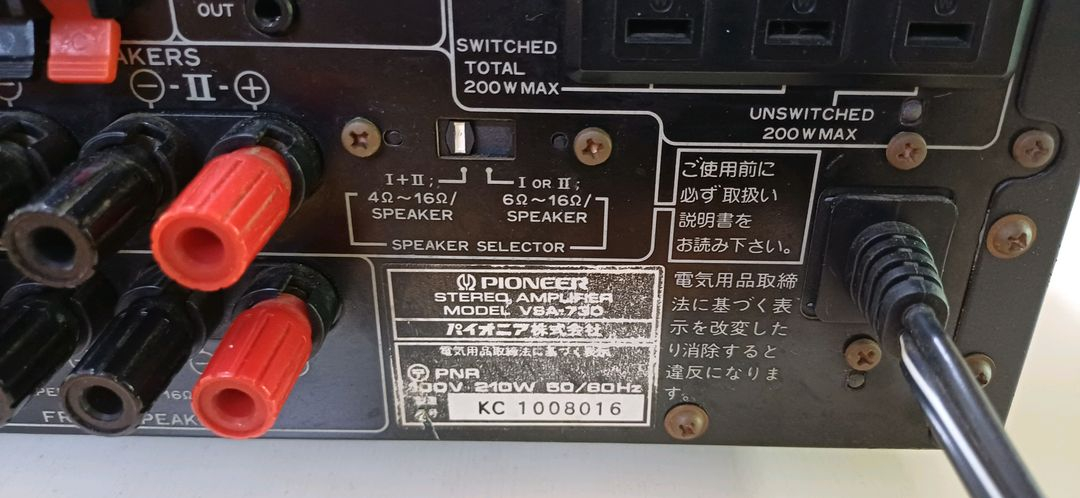 OUT
SWITCHED
TOTAL
200W MAX
UNSWITCHED
200W MAX
AKERS
⊖-II-⊕
I+II;
4Ω~16Ω/
SPEAKER
I OR II;
6Ω~16Ω/
SPEAKER
SPEAKER SELECTOR
ご使用前に
必ず取扱い
説明書を
お読み下さい。
PIONEER
STEREO AMPLIFIER
MODEL VSA-730
パイオニア株式会社
電気用品取締法に基づく表示
PNR
100V 210W 50/60Hz
KC 1008016
電気用品取締
法に基づく表
示を改変した
り消除すると
違反になりま
す。
16Ω
FR
SPEAK